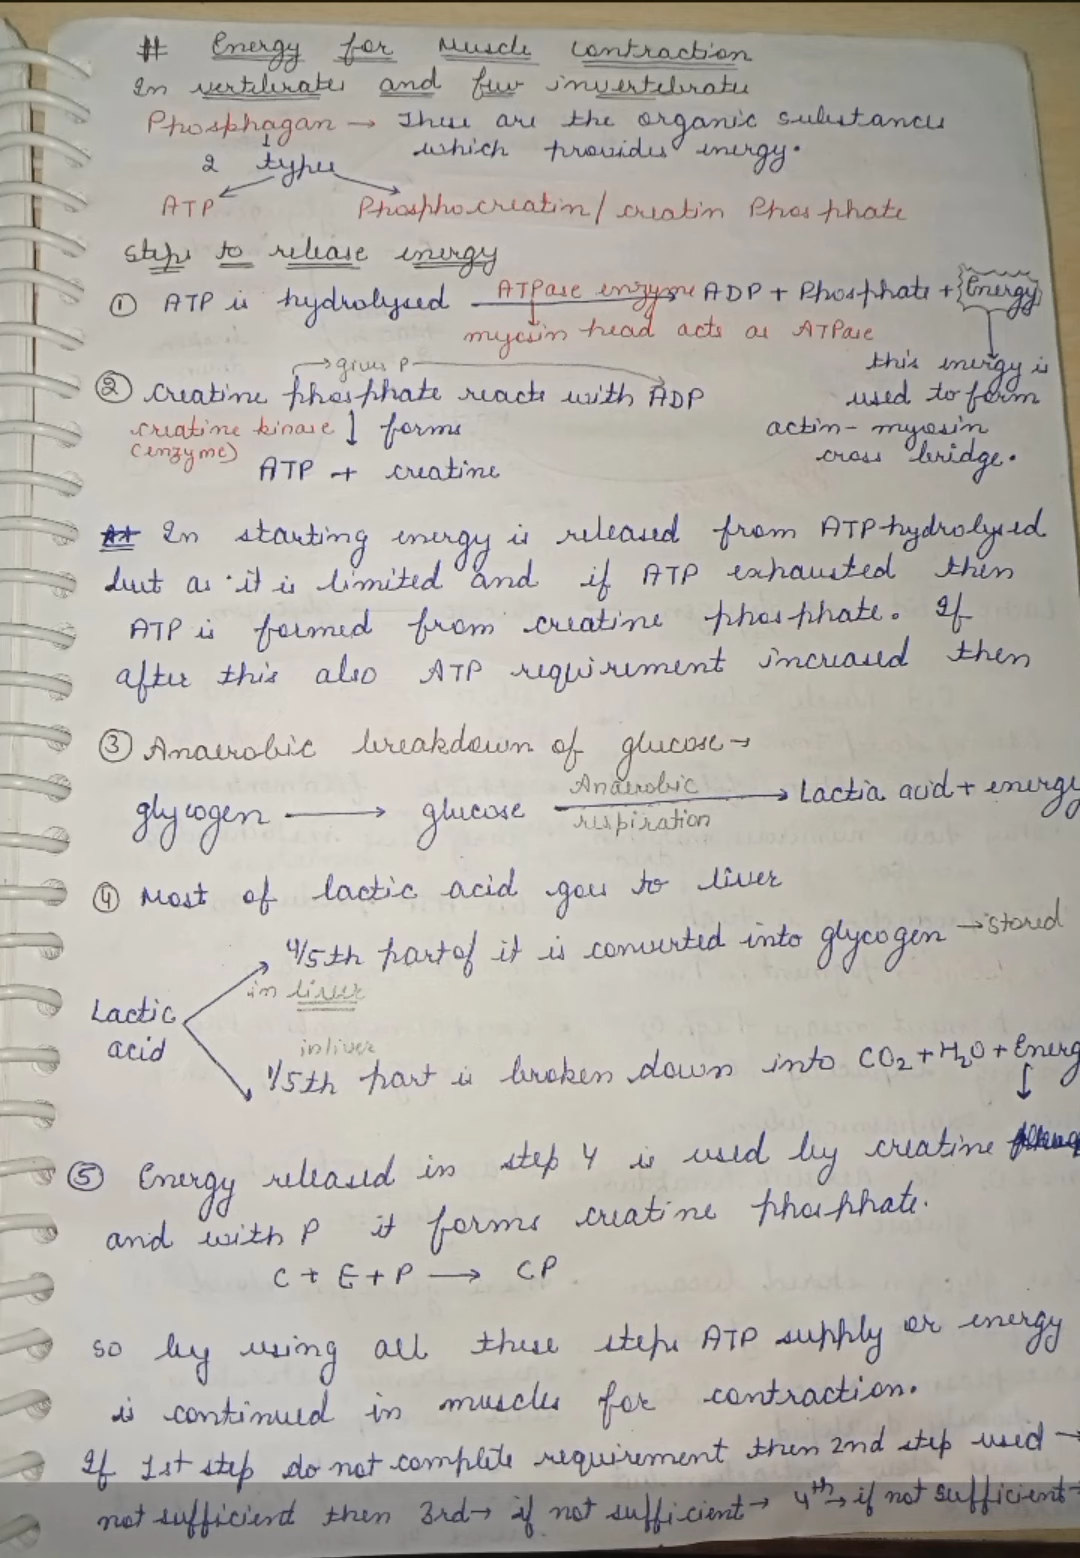 # Energy for Muscle Contraction
In vertebrates and few invertebrates
Phosphagan → These are the organic substances
which provides energy.
2 types
ATP Phosphocreatin/creatin Phosphate
Steps to release energy
① ATP is hydrolysed ATPase enzyme ADP + Phosphate + {Energy}
mycsin head acts as ATPase
this energy is
used to form
actin-myosin
cross bridge.
→ gives P
② Creatine phosphate reacts with ADP
creatine kinase ↓ forms
(enzyme)
ATP + creatine
** In starting energy is released from ATP-hydrolysed
but as it is limited and if ATP exhausted then
ATP is formed from creatine phosphate. If
after this also ATP requirement increased then
③ Anaerobic breakdown of glucose →
glycogen → glucose Anaerobic respiration → Lactia acid + energy
④ Most of lactic acid goes to liver
4/5th part of it is converted into glycogen → stored
in liver
Lactic
acid
in liver
1/5th part is broken down into CO₂ + H₂O + Energ
↓
⑤ Energy released in step 4 is used by creatine
and with P it forms creatine phosphate.
C + E + P → CP
so by using all these steps ATP supply or energy
is continued in muscles for contraction.
If 1st step do not complete requirement then 2nd step used →
not sufficient then 3rd → if not sufficient → 4th → if not sufficient →